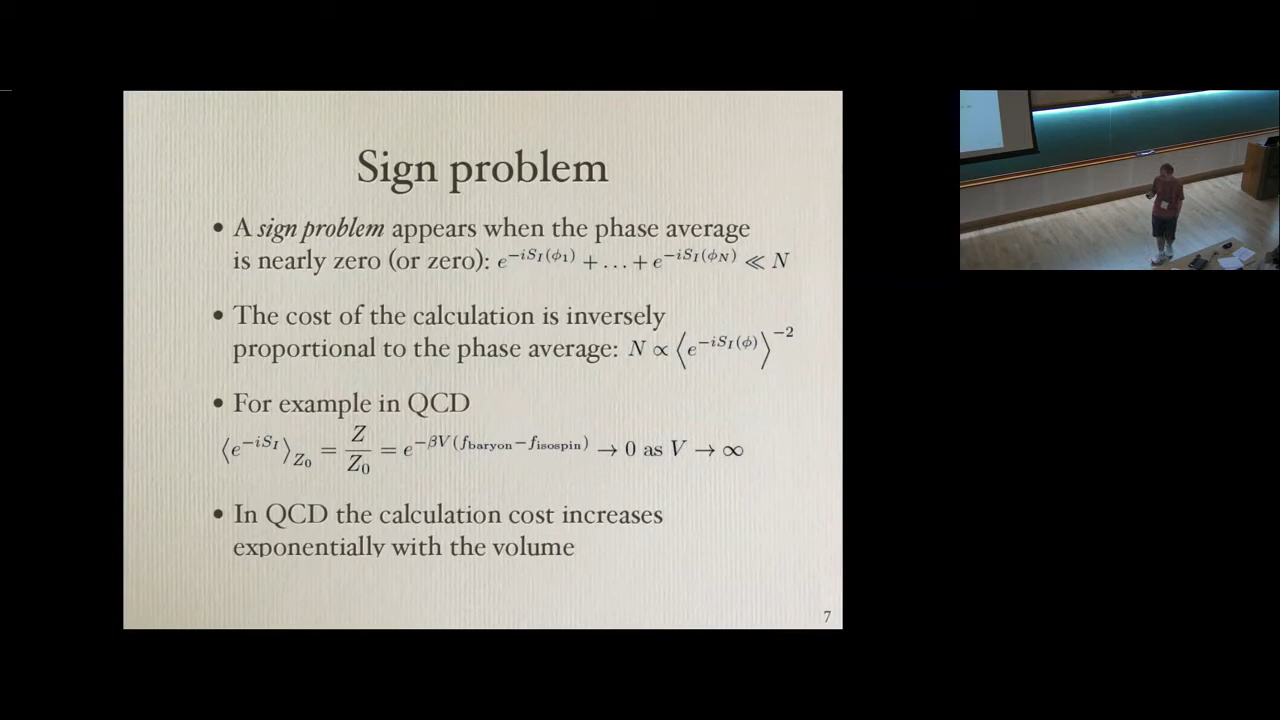 Sign problem
• A sign problem appears when the phase average
is nearly zero (or zero): e^{-iS_I(ϕ_1)} + … + e^{-iS_I(ϕ_N)} ≪ N
• The cost of the calculation is inversely
proportional to the phase average: N ∝ ⟨e^{-iS_I(ϕ)}⟩^{-2}
• For example in QCD
⟨e^{-iS_I}⟩_{Z_0} = Z/Z_0 = e^{-βV(f_baryon−f_isospin)} → 0 as V → ∞
• In QCD the calculation cost increases
exponentially with the volume
7